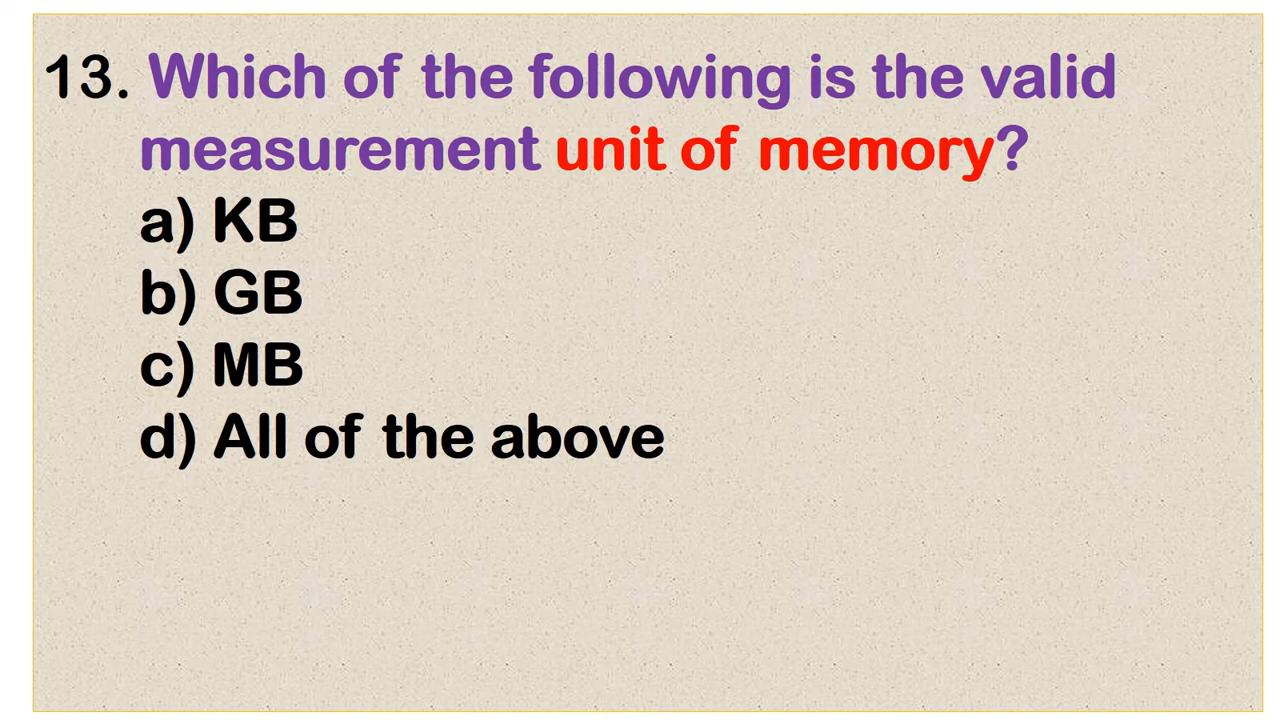 13. Which of the following is the valid
measurement unit of memory?
a) KB
b) GB
c) MB
d) All of the above